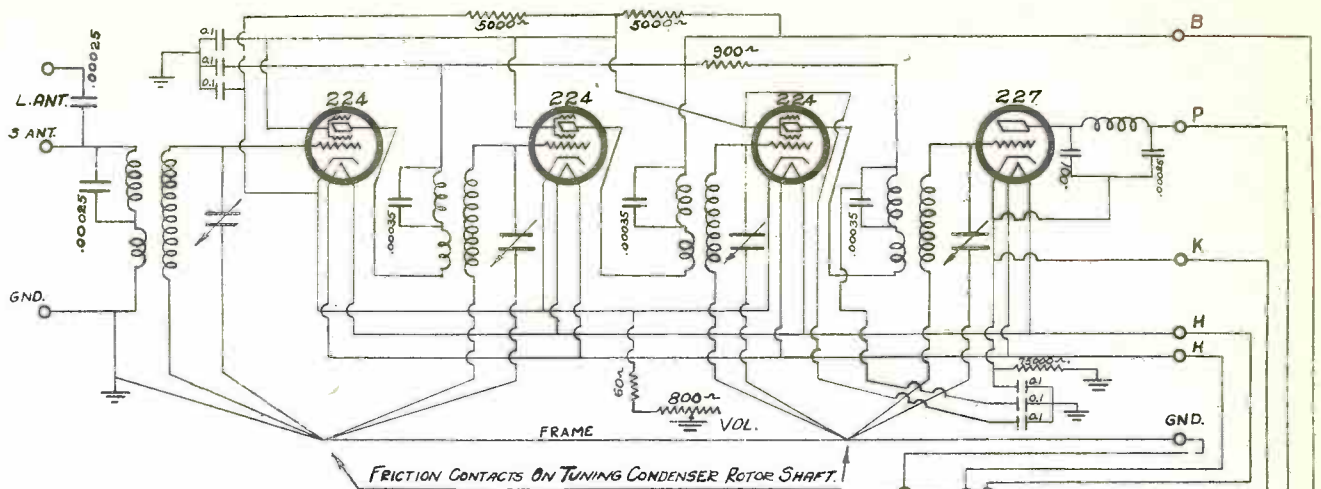 5000~ 5000~
B
0.1
0.1
0.1
900~
.00025
L.ANT.
224 224 224 227
P
S ANT.
.00025
.00035
.00035
.00035
.001
.00025
K
GND.
H
H
60~
75000~
800~
VOL.
0.1
0.1
0.1
FRAME
GND.
FRICTION CONTACTS ON TUNING CONDENSER ROTOR SHAFT.